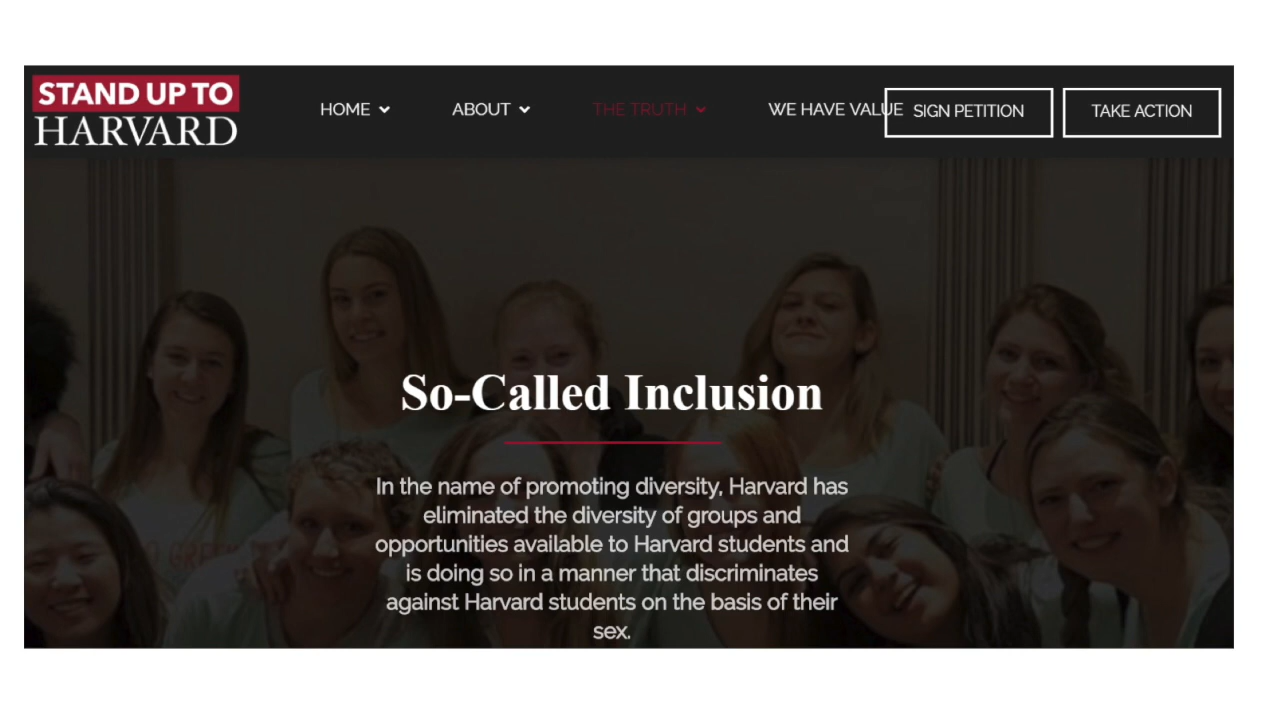 STAND UP TO
HARVARD
HOME
ABOUT
THE TRUTH
WE HAVE VALUE
SIGN PETITION
TAKE ACTION
So-Called Inclusion
In the name of promoting diversity, Harvard has
eliminated the diversity of groups and
opportunities available to Harvard students and
is doing so in a manner that discriminates
against Harvard students on the basis of their
sex.